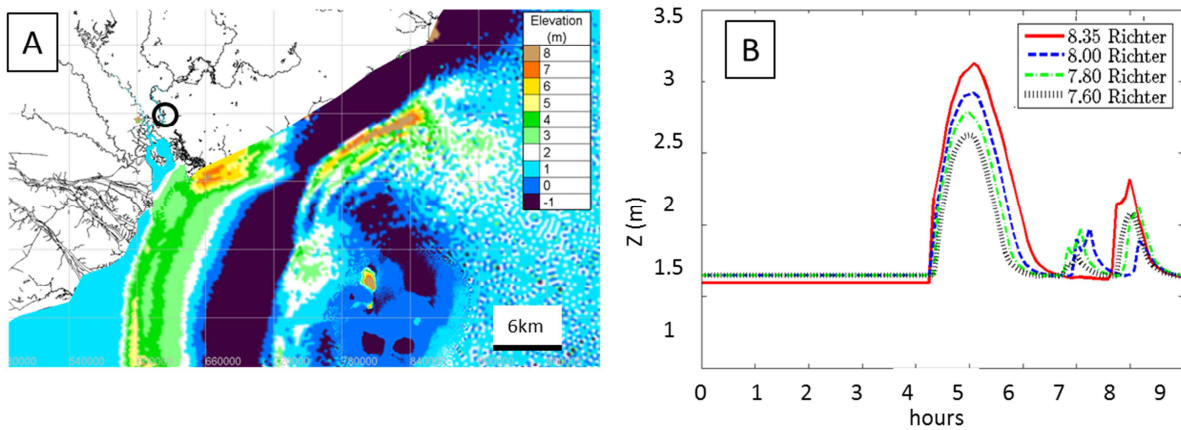 A
Elevation
(m)
8
7
6
5
4
3
2
1
0
-1
6km
540000
660000
780000
840000
B
3.5
3
2.5
2
1.5
1
Z (m)
8.35 Richter
8.00 Richter
7.80 Richter
7.60 Richter
0 1 2 3 4 5 6 7 8 9
hours